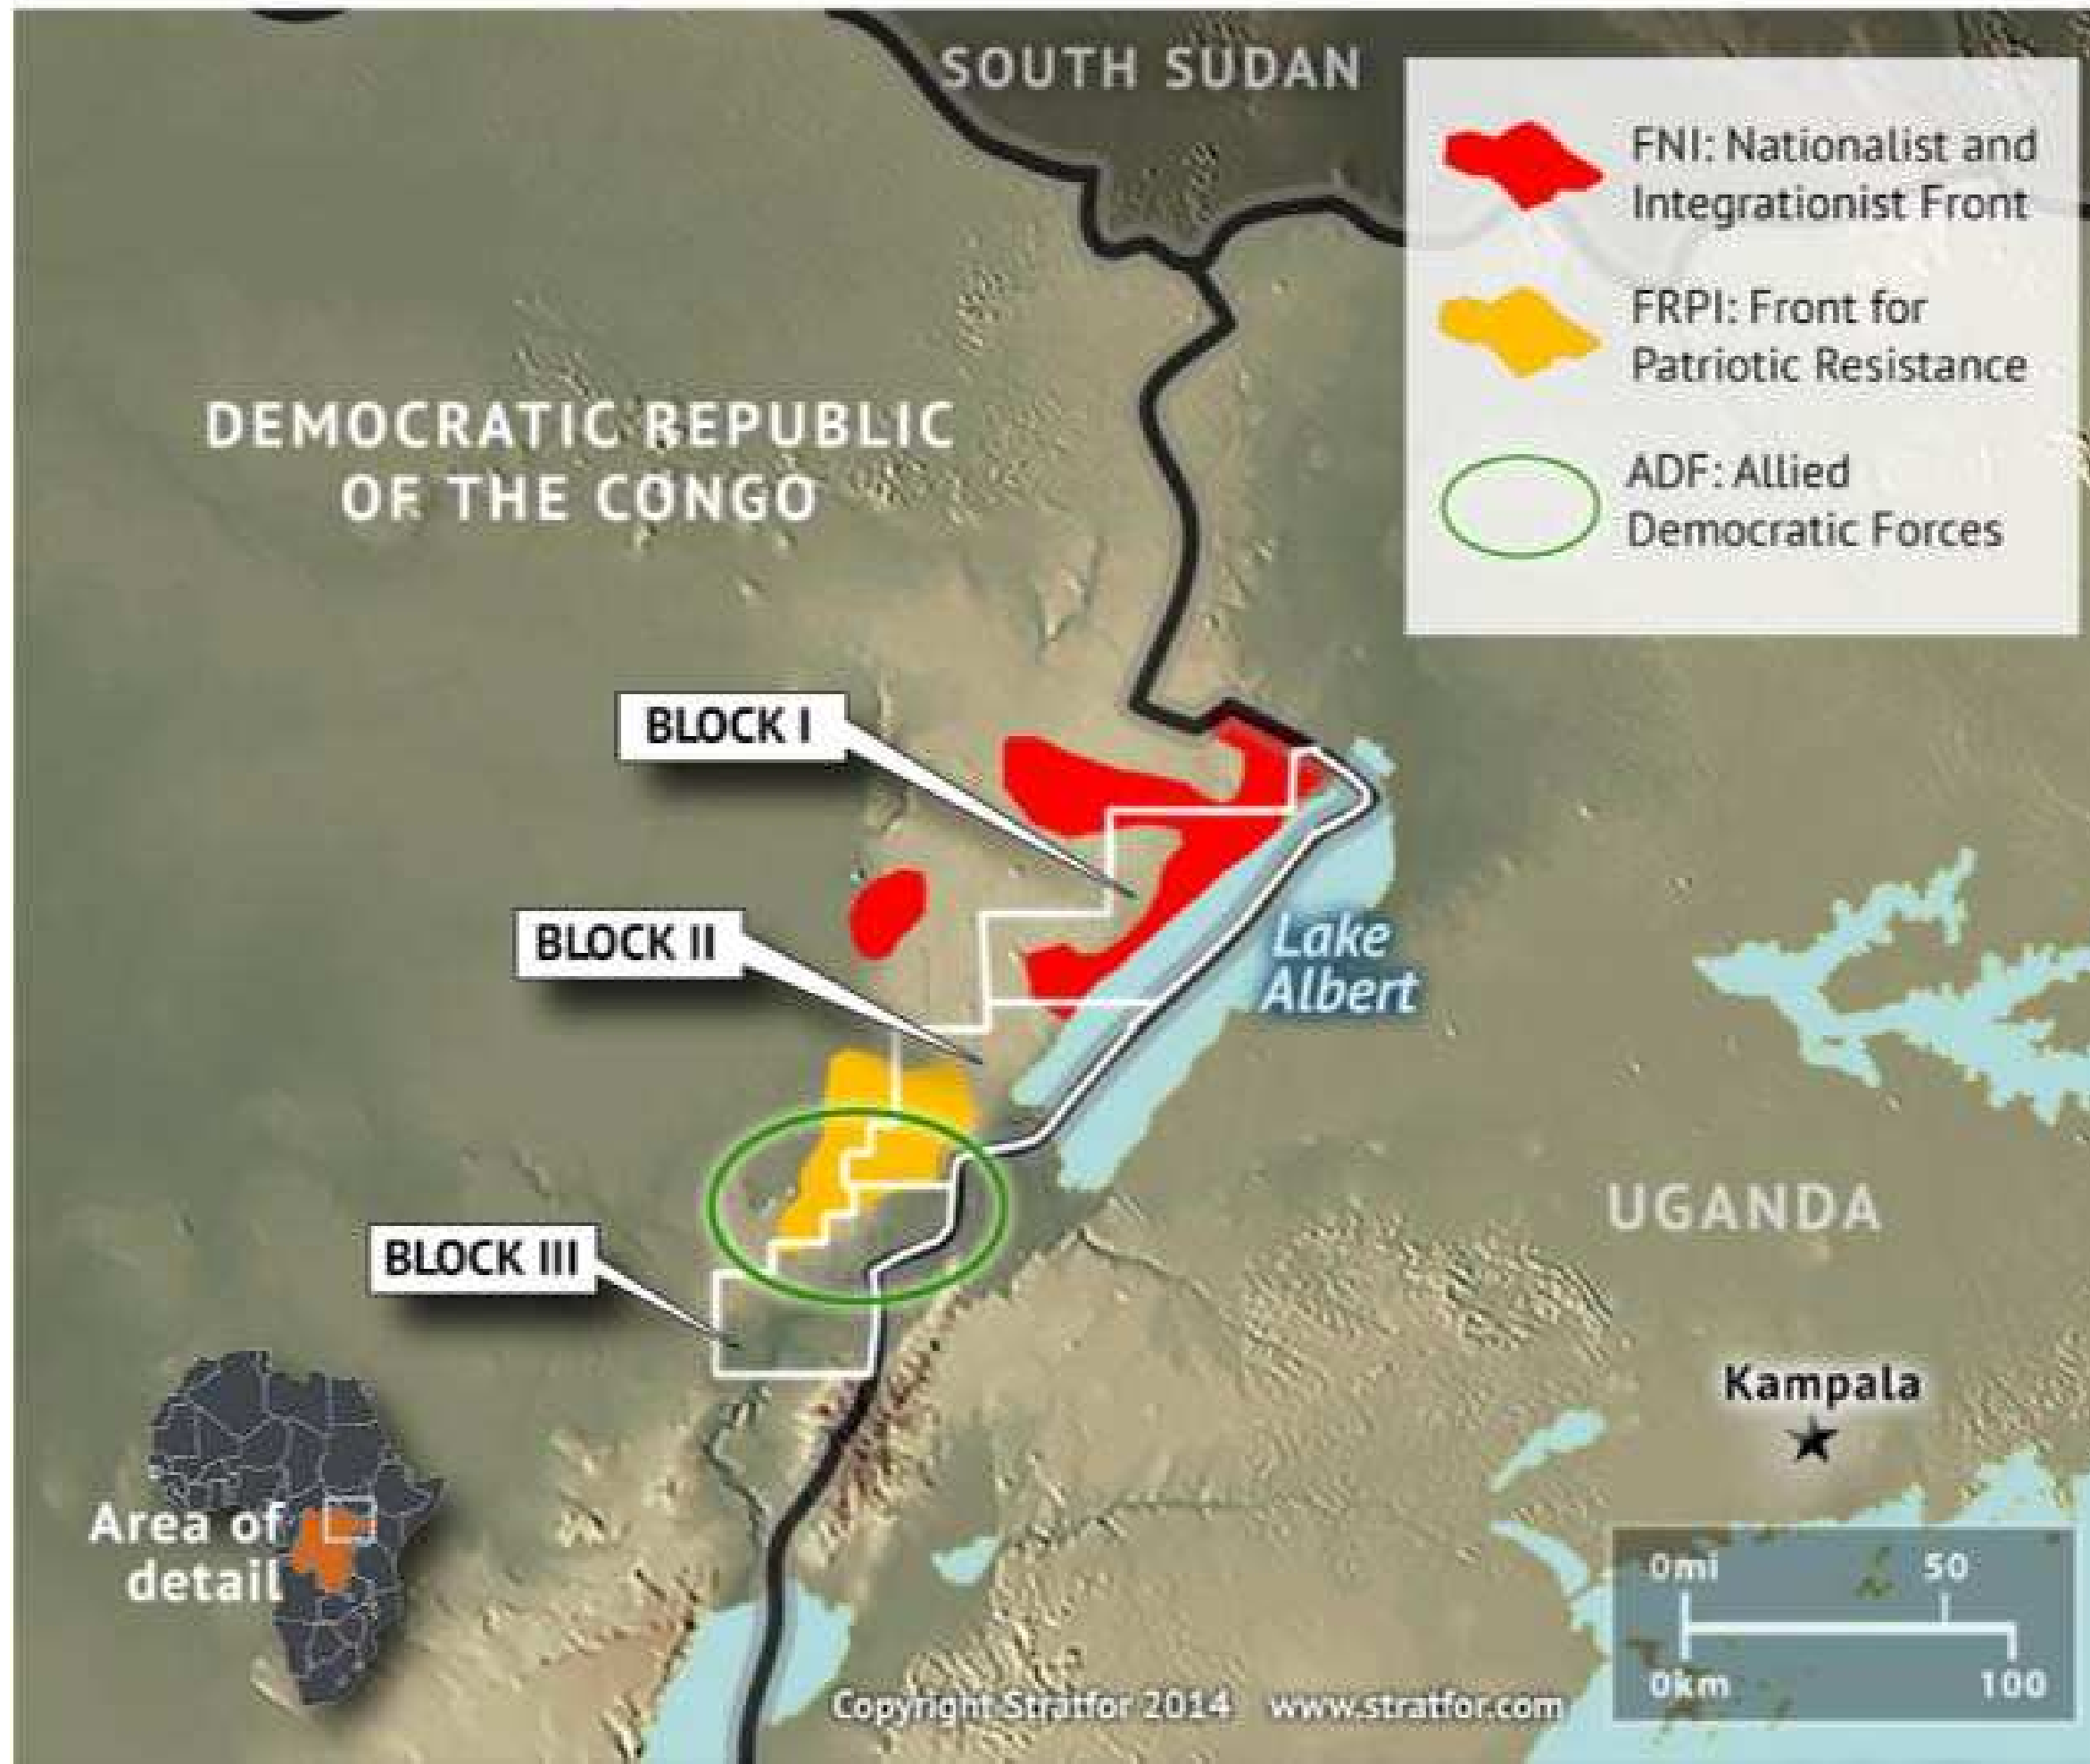 SOUTH SUDAN
FNI: Nationalist and
Integrationist Front
FRPI: Front for
Patriotic Resistance
ADF: Allied
Democratic Forces
DEMOCRATIC REPUBLIC
OF THE CONGO
BLOCK I
BLOCK II
Lake
Albert
UGANDA
BLOCK III
Kampala
Area of
detail
0mi 50
0km 100
Copyright Stratfor 2014 www.stratfor.com